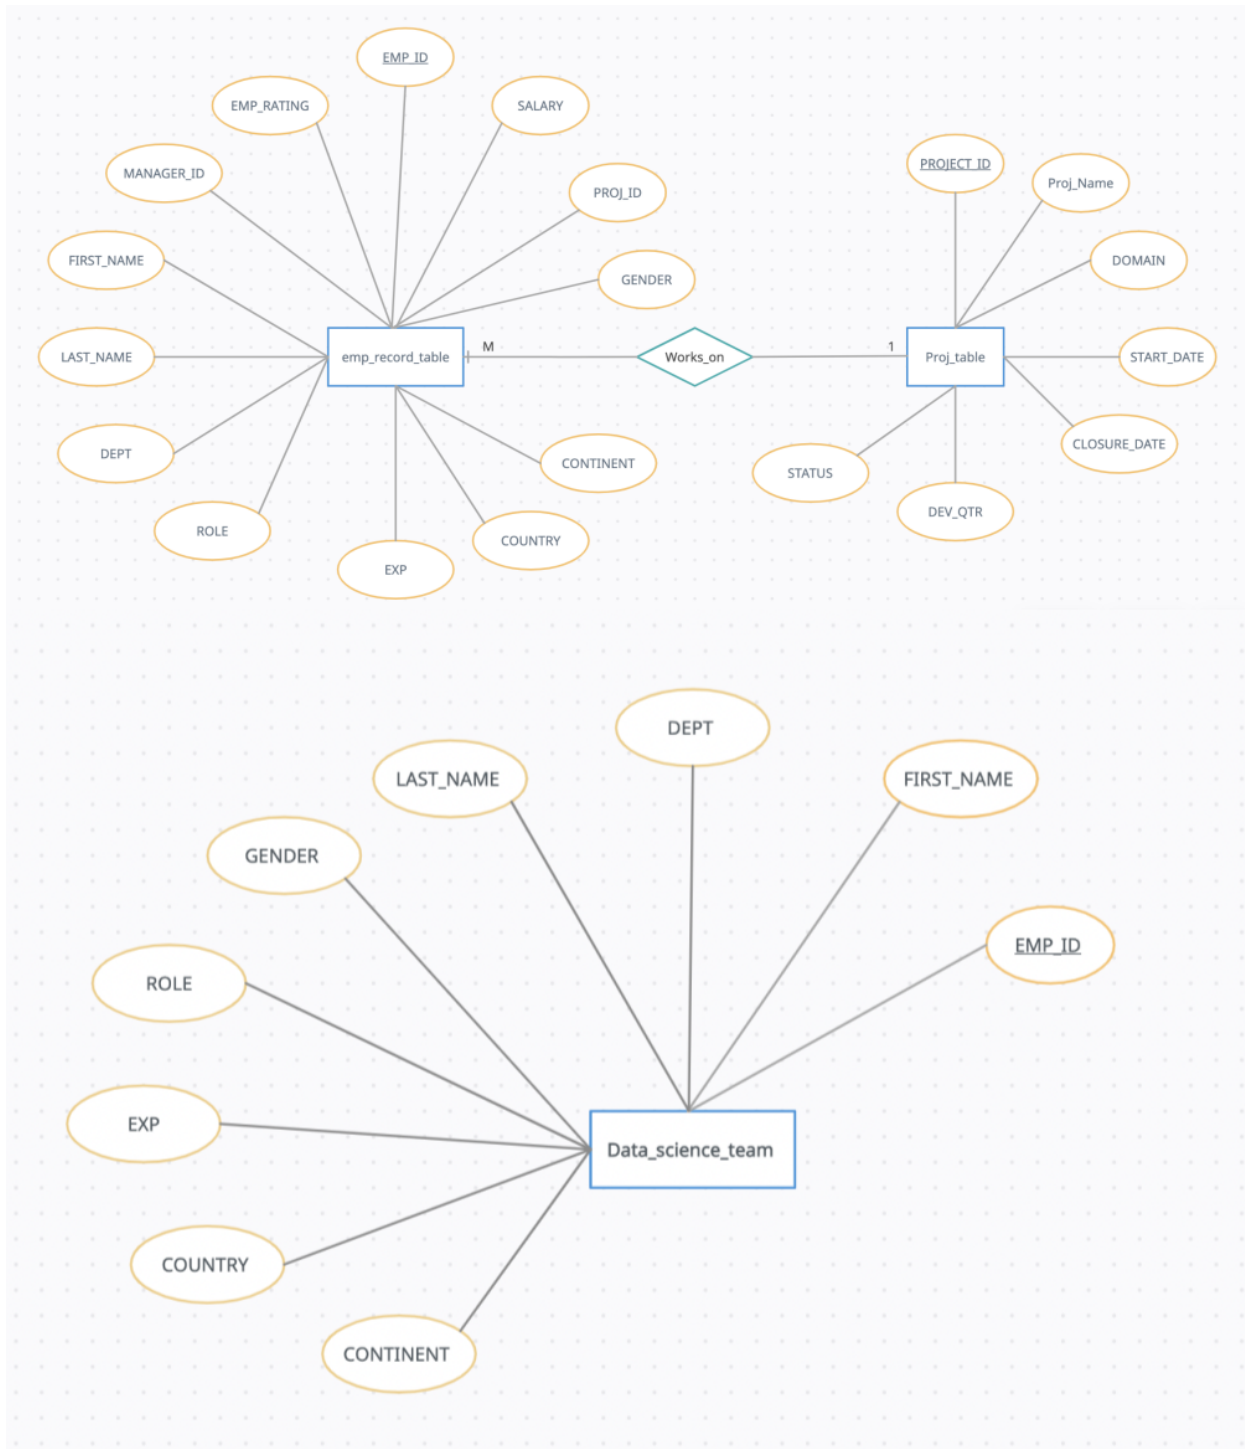 EMP_ID
EMP_RATING
SALARY
MANAGER_ID
PROJ_ID
PROJECT_ID
Proj_Name
FIRST_NAME
GENDER
DOMAIN
LAST_NAME
emp_record_table
M
Works_on
1
Proj_table
START_DATE
DEPT
CONTINENT
STATUS
CLOSURE_DATE
ROLE
COUNTRY
DEV_QTR
EXP
DEPT
LAST_NAME
FIRST_NAME
GENDER
EMP_ID
ROLE
EXP
Data_science_team
COUNTRY
CONTINENT